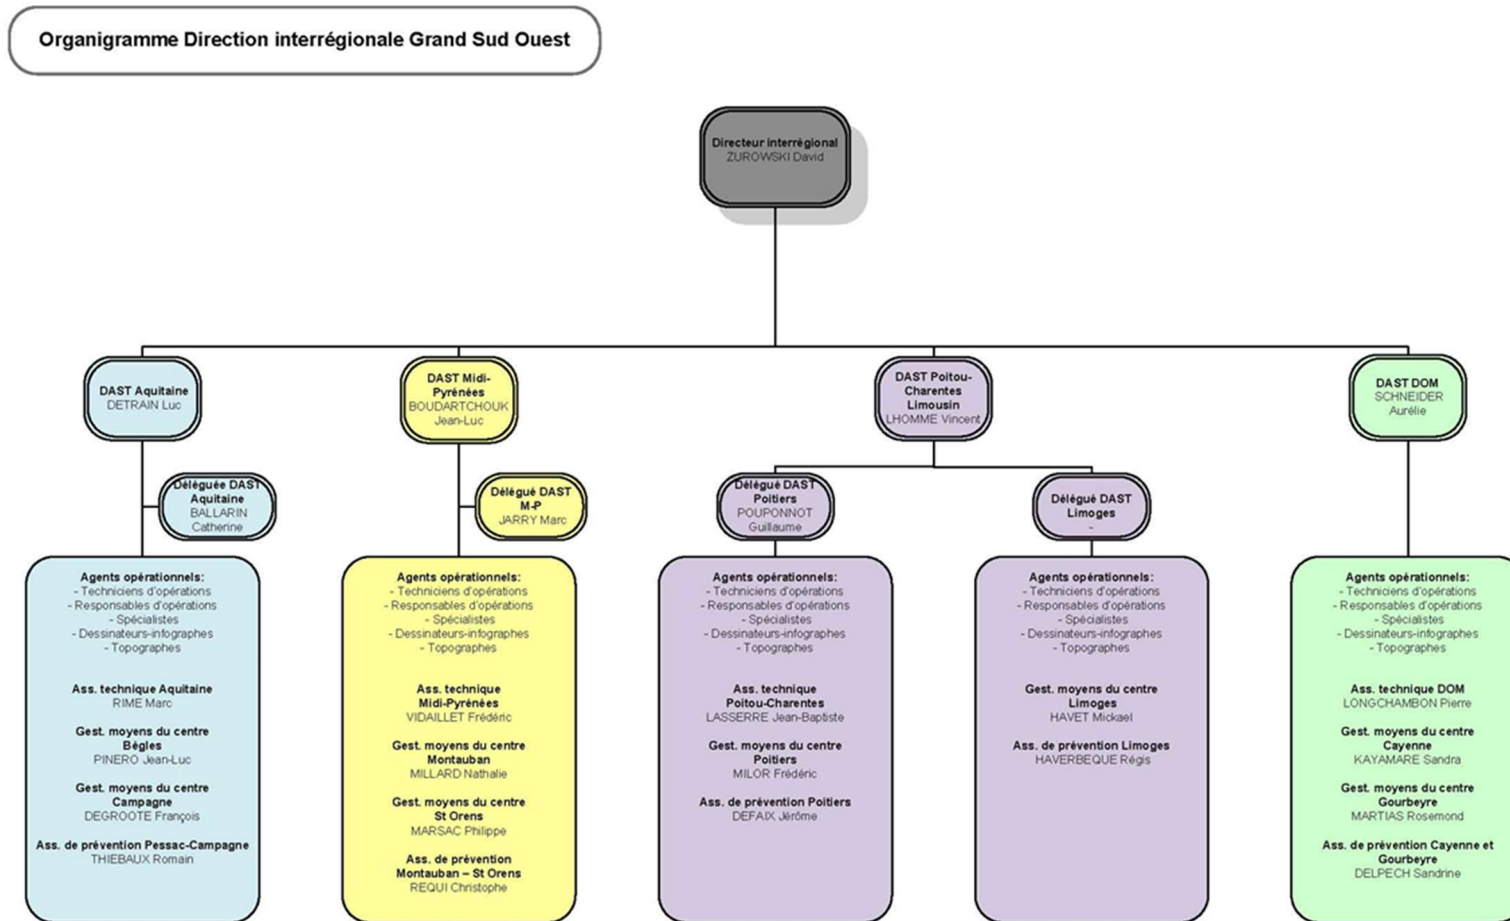 Organigramme Direction interrégionale Grand Sud Ouest
Directeur interrégional
ZUROWSKI David
DAST Aquitaine
DETRAIN Luc
DAST Midi-
Pyrénées
BOUDARTCHOUK
Jean-Luc
DAST Poitou-
Charentes
Limousin
LHOMME Vincent
DAST DOM
SCHNEIDER
Aurélie
Déléguée DAST
Aquitaine
BALLARIN
Catherine
Délégué DAST
M-P
JARRY Marc
Délégué DAST
Poitiers
POUPONNOT
Guillaume
Délégué DAST
Limoges
-
Agents opérationnels:
- Techniciens d'opérations
- Responsables d'opérations
- Spécialistes
- Dessinateurs-infographes
- Topographes
Ass. technique Aquitaine
RIME Marc
Gest. moyens du centre
Bègles
PINERO Jean-Luc
Gest. moyens du centre
Campagne
DEGROOTE François
Ass. de prévention Pessac-Campagne
THIEBAUX Romain
Agents opérationnels:
- Techniciens d'opérations
- Responsables d'opérations
- Spécialistes
- Dessinateurs-infographes
- Topographes
Ass. technique
Midi-Pyrénées
VIDAILLET Frédéric
Gest. moyens du centre
Montauban
MILLARD Nathalie
Gest. moyens du centre
St Orens
MARSAC Philippe
Ass. de prévention
Montauban – St Orens
REQUI Christophe
Agents opérationnels:
- Techniciens d'opérations
- Responsables d'opérations
- Spécialistes
- Dessinateurs-infographes
- Topographes
Ass. technique
Poitou-Charentes
LASSERRE Jean-Baptiste
Gest. moyens du centre
Poitiers
MILOR Frédéric
Ass. de prévention Poitiers
DEFAIX Jérôme
Agents opérationnels:
- Techniciens d'opérations
- Responsables d'opérations
- Spécialistes
- Dessinateurs-infographes
- Topographes
Gest. moyens du centre
Limoges
HAVET Mickael
Ass. de prévention Limoges
HAVERBEQUE Régis
Agents opérationnels:
- Techniciens d'opérations
- Responsables d'opérations
- Spécialistes
- Dessinateurs-infographes
- Topographes
Ass. technique DOM
LONGCHAMBON Pierre
Gest. moyens du centre
Cayenne
KAYAMARE Sandra
Gest. moyens du centre
Gourbeyre
MARTIAS Rosemond
Ass. de prévention Cayenne et
Gourbeyre
DELPECH Sandrine